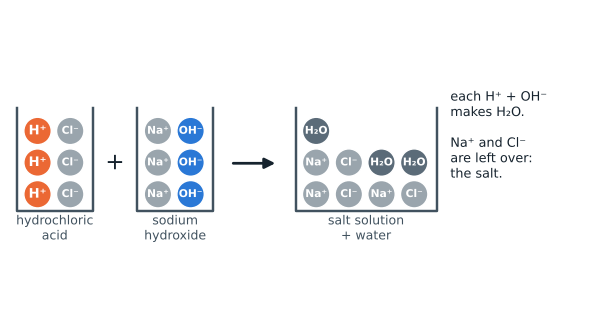 each H⁺ + OH⁻
makes H₂O.
Na⁺ and Cl⁻
are left over:
the salt.
H⁺ Cl⁻
H⁺ Cl⁻
H⁺ Cl⁻
+
Na⁺ OH⁻
Na⁺ OH⁻
Na⁺ OH⁻
H₂O
Na⁺ Cl⁻ H₂O H₂O
Na⁺ Cl⁻ Na⁺ Cl⁻
hydrochloric
acid
sodium
hydroxide
salt solution
+ water